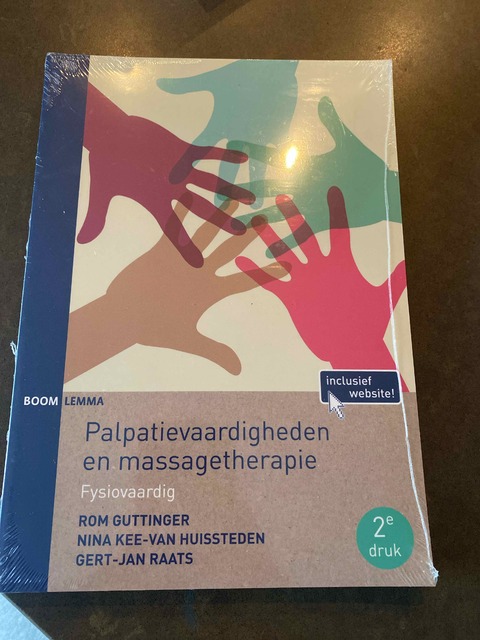 inclusief
website!
BOOM LEMMA
Palpatievaardigheden
en massagetherapie
Fysiovaardig
ROM GUTTINGER
NINA KEE-VAN HUISSTEDEN
GERT-JAN RAATS
2e
druk